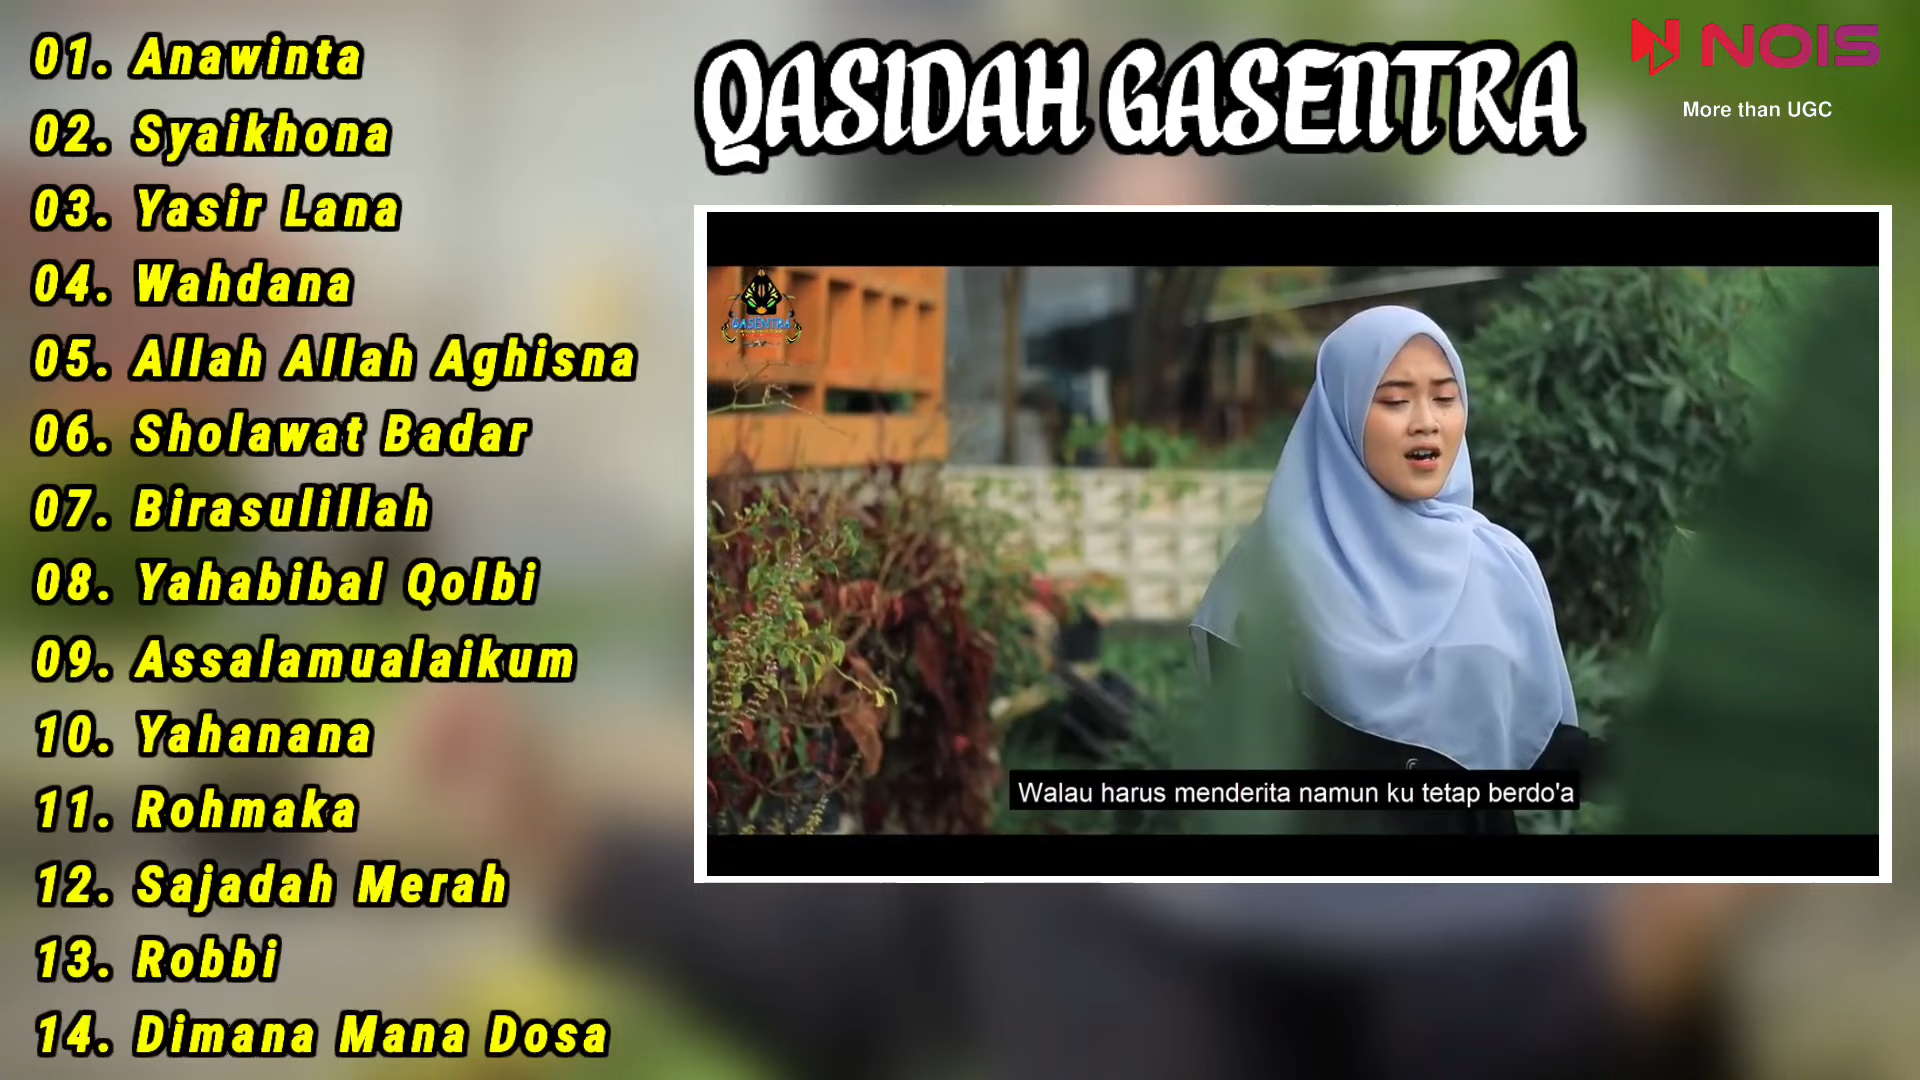 01. Anawinta
02. Syaikhona
03. Yasir Lana
04. Wahdana
05. Allah Allah Aghisna
06. Sholawat Badar
07. Birasulillah
08. Yahabibal Qolbi
09. Assalamualaikum
10. Yahanana
11. Rohmaka
12. Sajadah Merah
13. Robbi
14. Dimana Mana Dosa
QASIDAH GASENTRA
NOIS
More than UGC
GASENTRA
Walau harus menderita namun ku tetap berdo'a